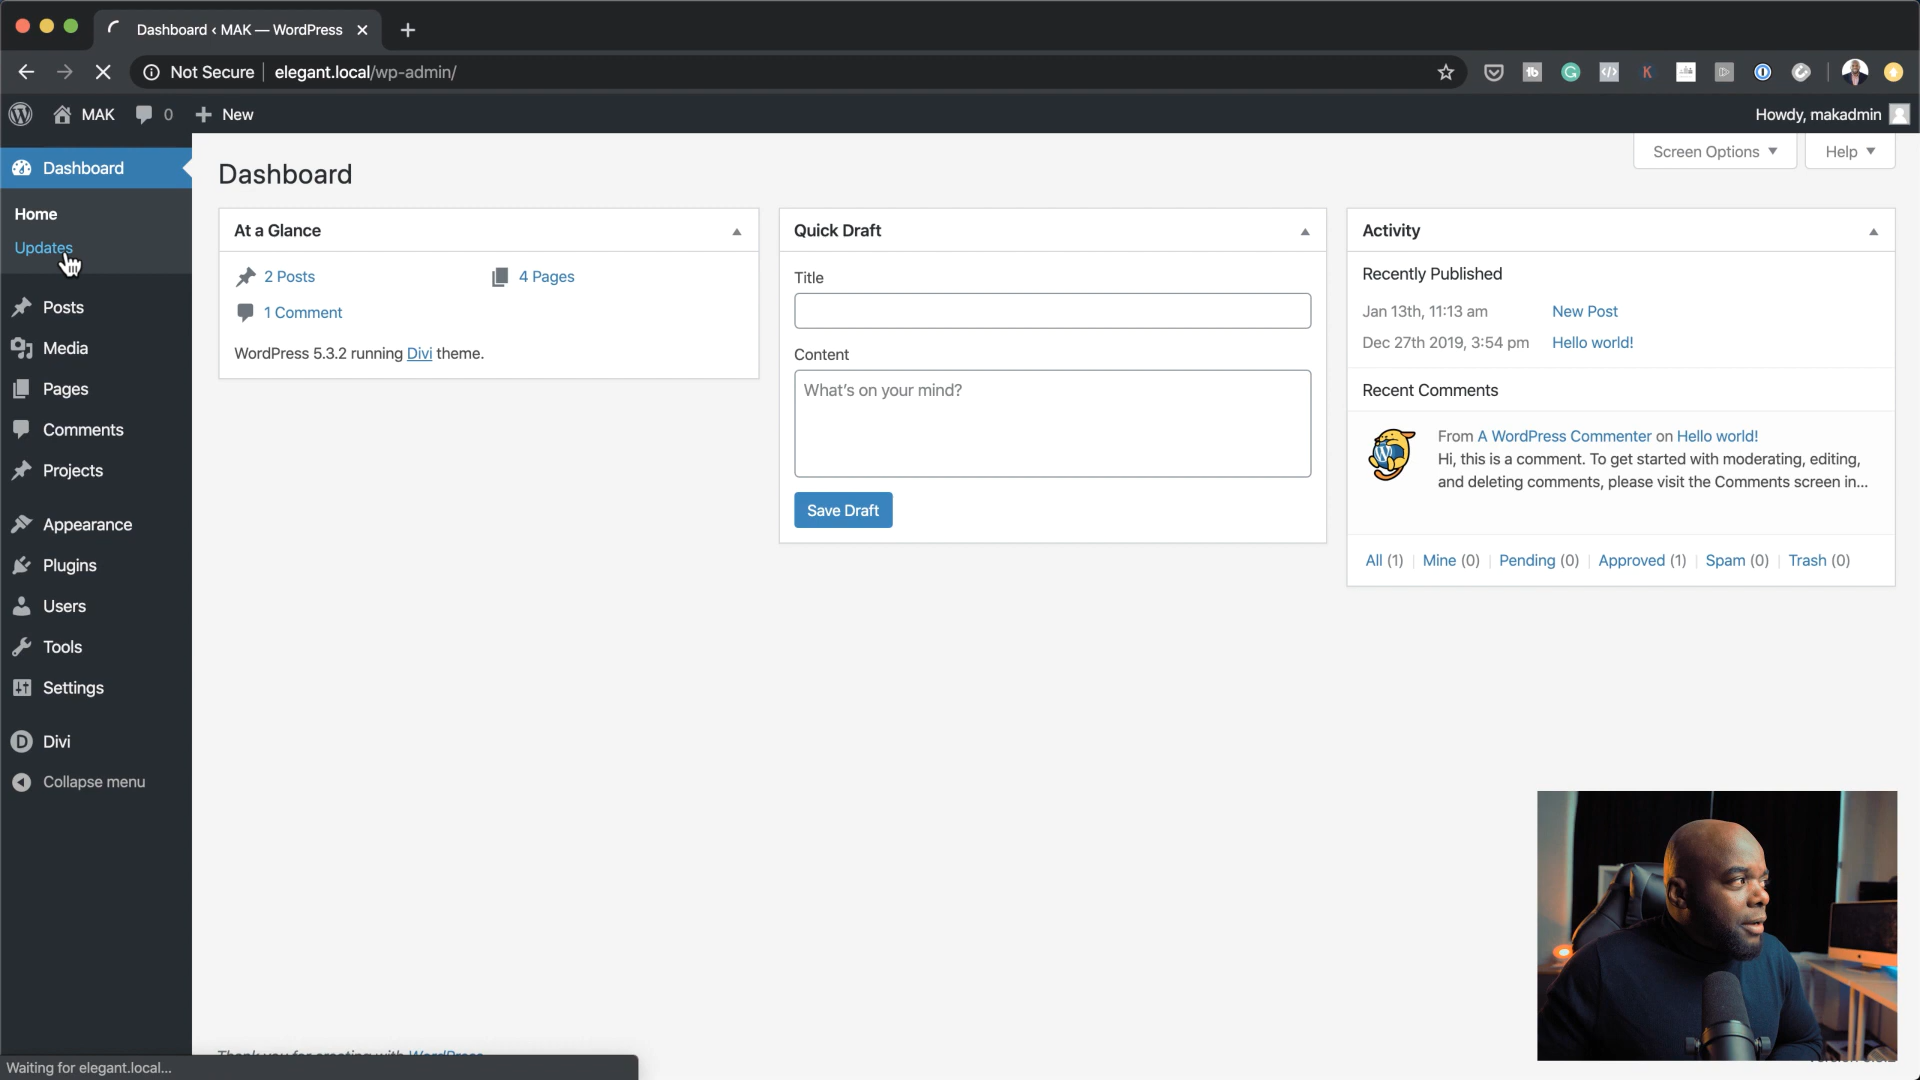 Dashboard ‹ MAK — WordPress
Not Secure elegant.local/wp-admin/
MAK 0 New
Howdy, makadmin
Screen Options Help
Dashboard
Home
Updates
Posts
Media
Pages
Comments
Projects
Appearance
Plugins
Users
Tools
Settings
Divi
Collapse menu
Dashboard
At a Glance
2 Posts 4 Pages
1 Comment
WordPress 5.3.2 running Divi theme.
Quick Draft
Title
Content
What's on your mind?
Save Draft
Activity
Recently Published
Jan 13th, 11:13 am New Post
Dec 27th 2019, 3:54 pm Hello world!
Recent Comments
From A WordPress Commenter on Hello world!
Hi, this is a comment. To get started with moderating, editing,
and deleting comments, please visit the Comments screen in...
All (1) | Mine (0) | Pending (0) | Approved (1) | Spam (0) | Trash (0)
Thank you for creating with WordPress
Waiting for elegant.local...